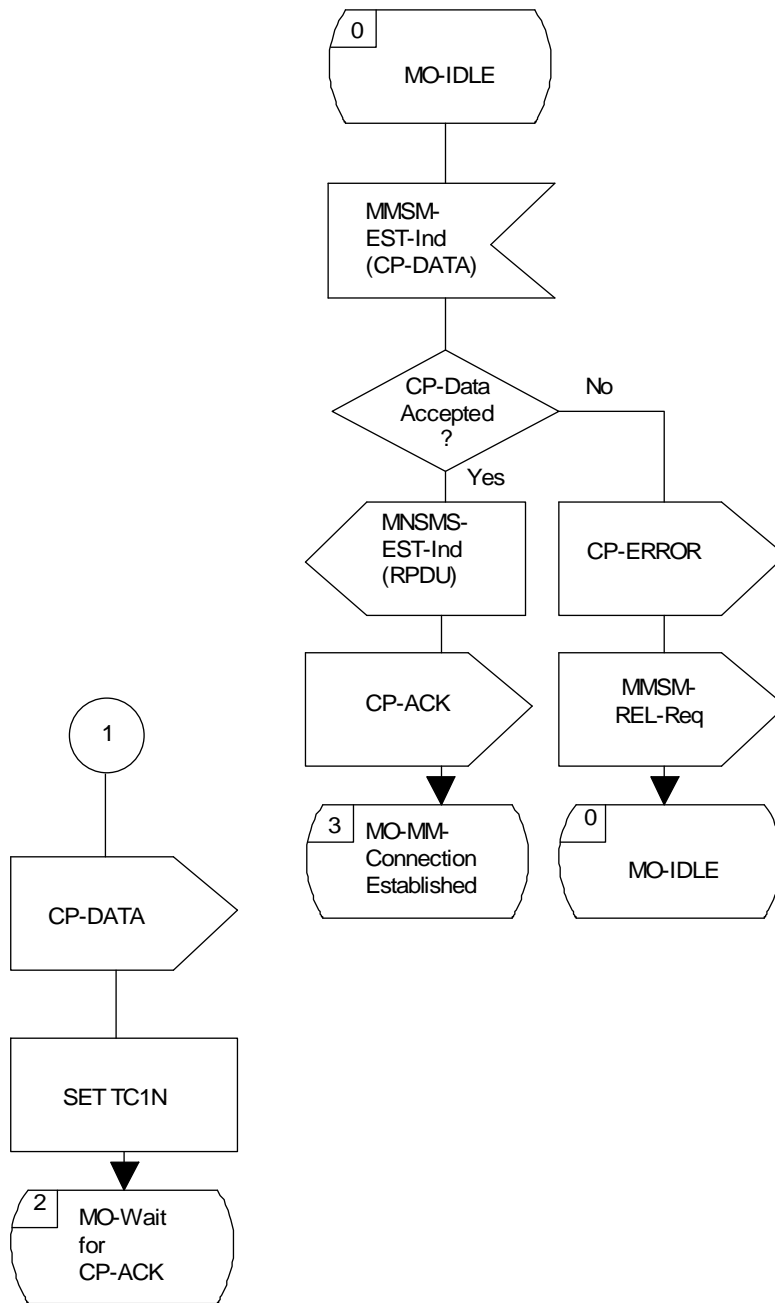 0
MO-IDLE
MMSM-
EST-Ind
(CP-DATA)
CP-Data
Accepted
?
No
Yes
MNSMS-
EST-Ind
(RPDU)
CP-ERROR
CP-ACK
MMSM-
REL-Req
3
MO-MM-
Connection
Established
0
MO-IDLE
1
CP-DATA
SET TC1N
2
MO-Wait
for
CP-ACK